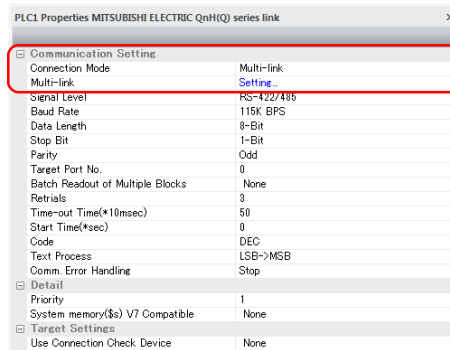 PLC1 Properties MITSUBISHI ELECTRIC QnH(Q) series link
Communication Setting
Connection Mode Multi-link
Multi-link Setting...
Signal Level RS-422/485
Baud Rate 115K BPS
Data Length 8-Bit
Stop Bit 1-Bit
Parity Odd
Target Port No. 0
Batch Readout of Multiple Blocks None
Retrials 3
Time-out Time(*10msec) 50
Start Time(*sec) 0
Code DEC
Text Process LSB->MSB
Comm. Error Handling Stop
Detail
Priority 1
System memory($s) V7 Compatible None
Target Settings
Use Connection Check Device None